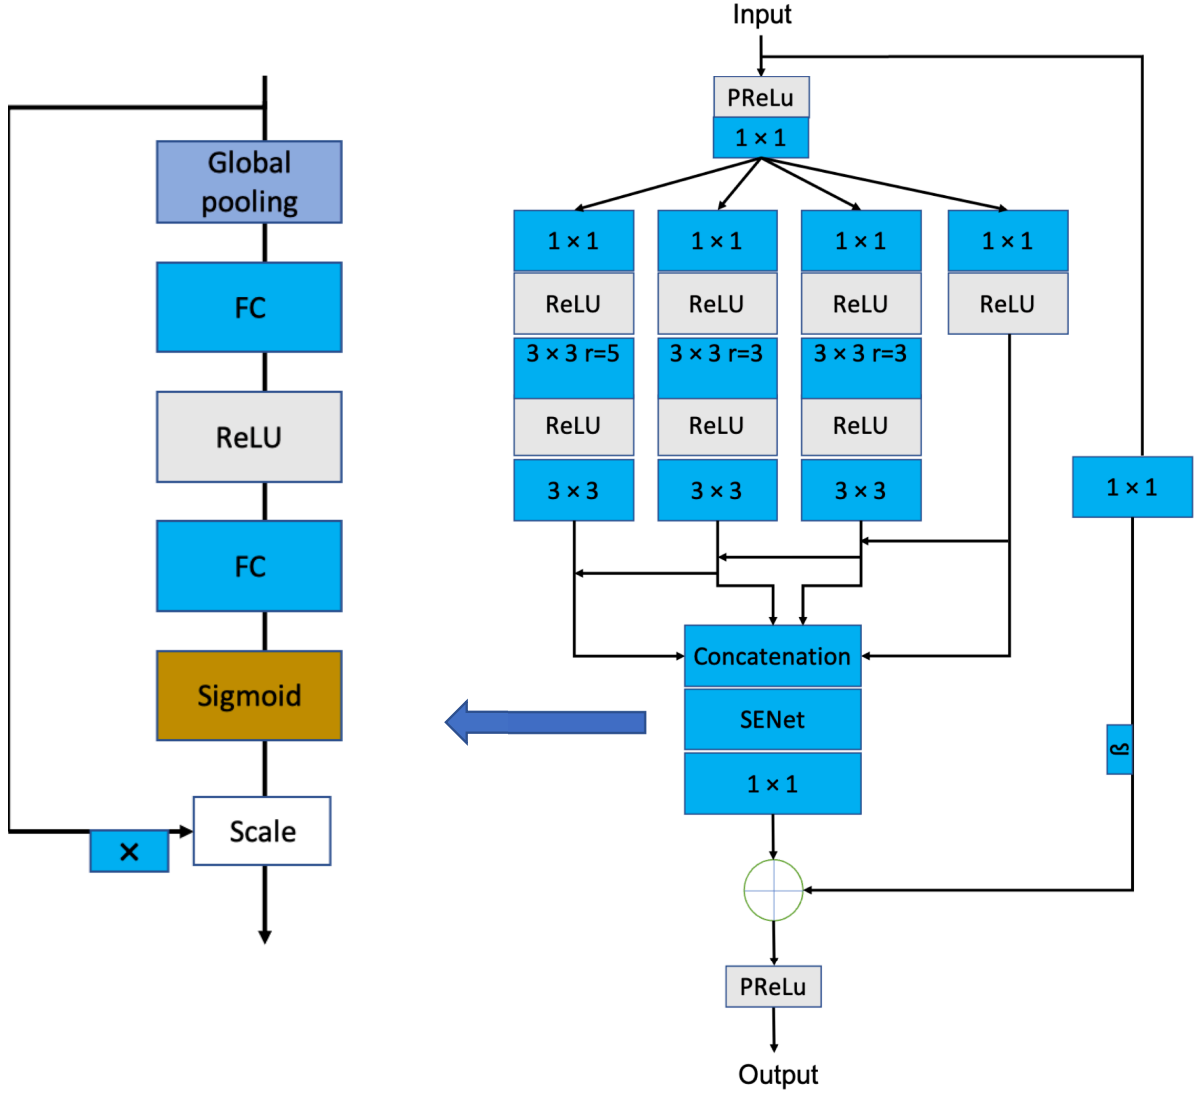 Global
pooling
FC
ReLU
FC
Sigmoid
Scale
×
Input
PReLu
1 × 1
1 × 1
1 × 1
1 × 1
1 × 1
ReLU
ReLU
ReLU
ReLU
3 × 3 r=5
3 × 3 r=3
3 × 3 r=3
ReLU
ReLU
ReLU
3 × 3
3 × 3
3 × 3
1 × 1
Concatenation
SENet
1 × 1
ß
PReLu
Output